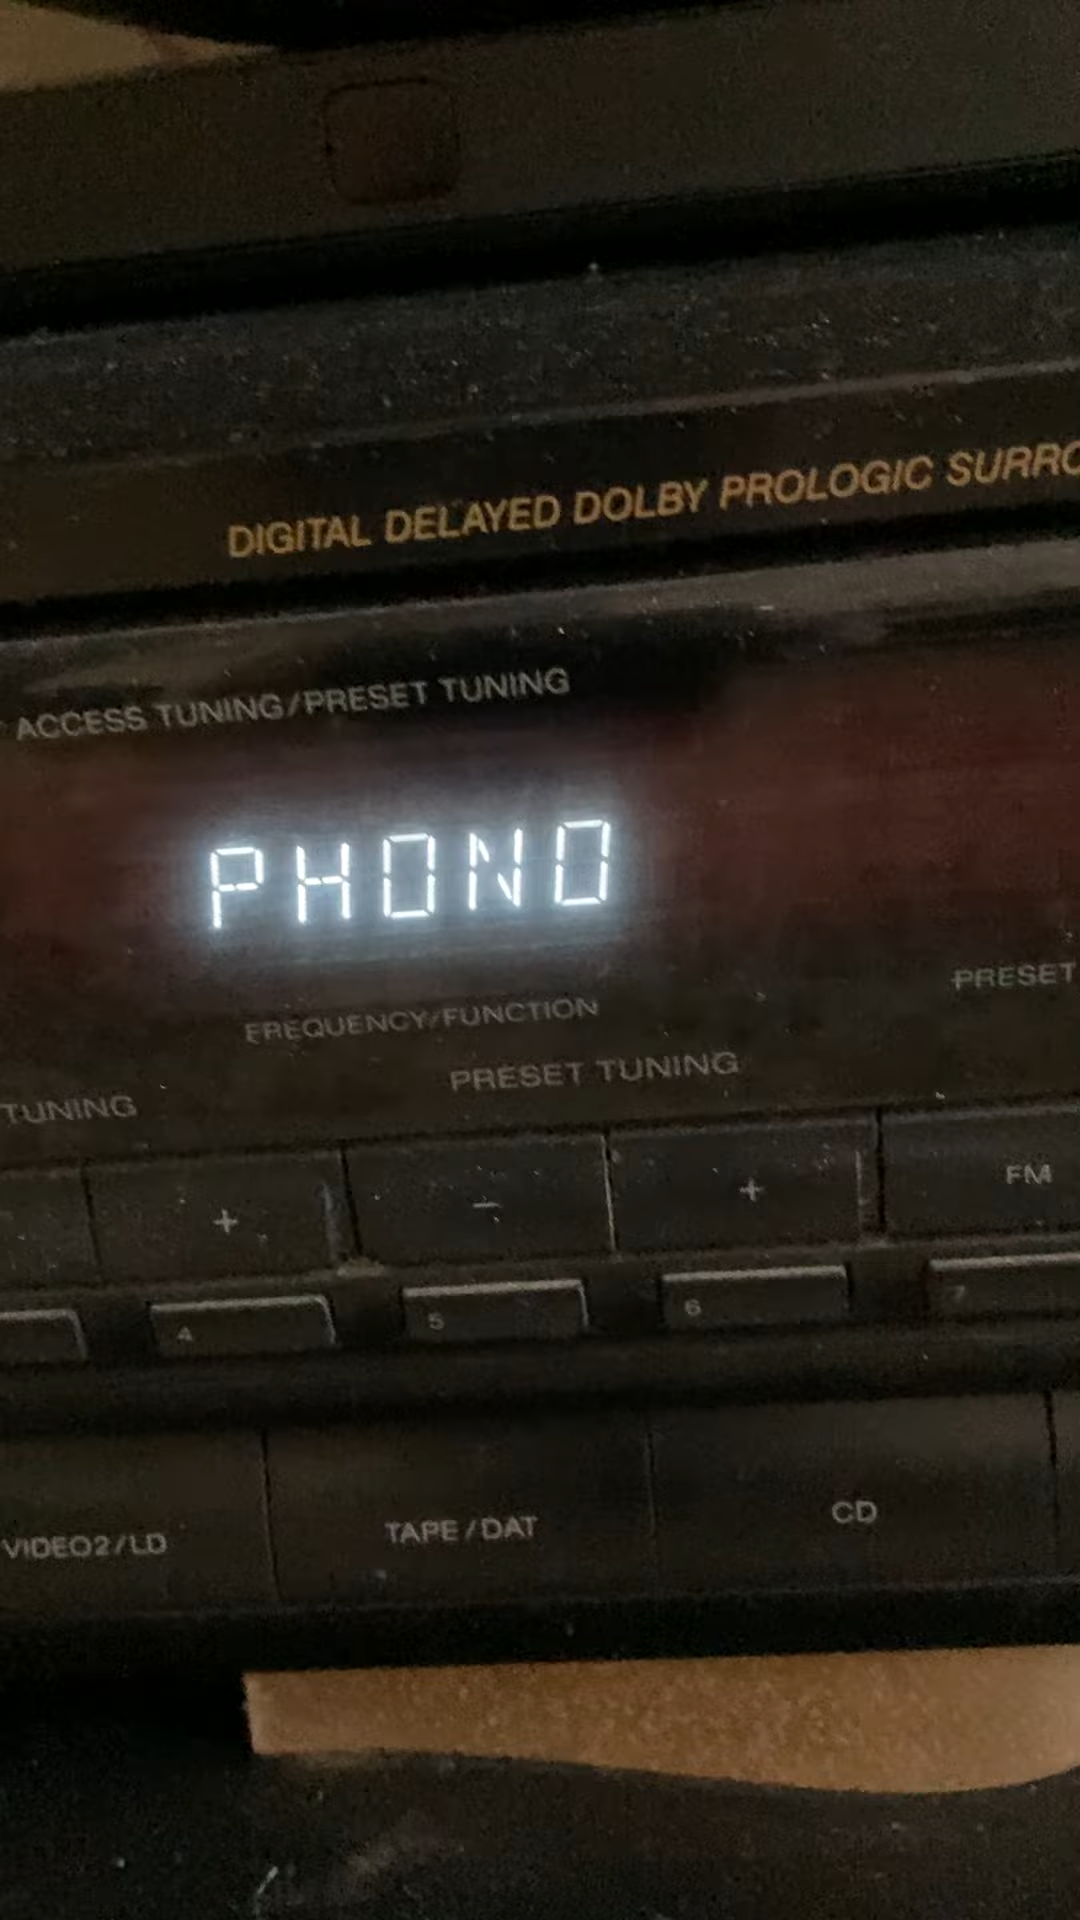 DIGITAL DELAYED DOLBY PROLOGIC
ACCESS TUNING/PRESET TUNING
PHONO
FREQUENCY/FUNCTION
PRESET
PRESET TUNING
TUNING
+ - + FM
4 5 6 7
VIDEO2/LD TAPE/DAT CD